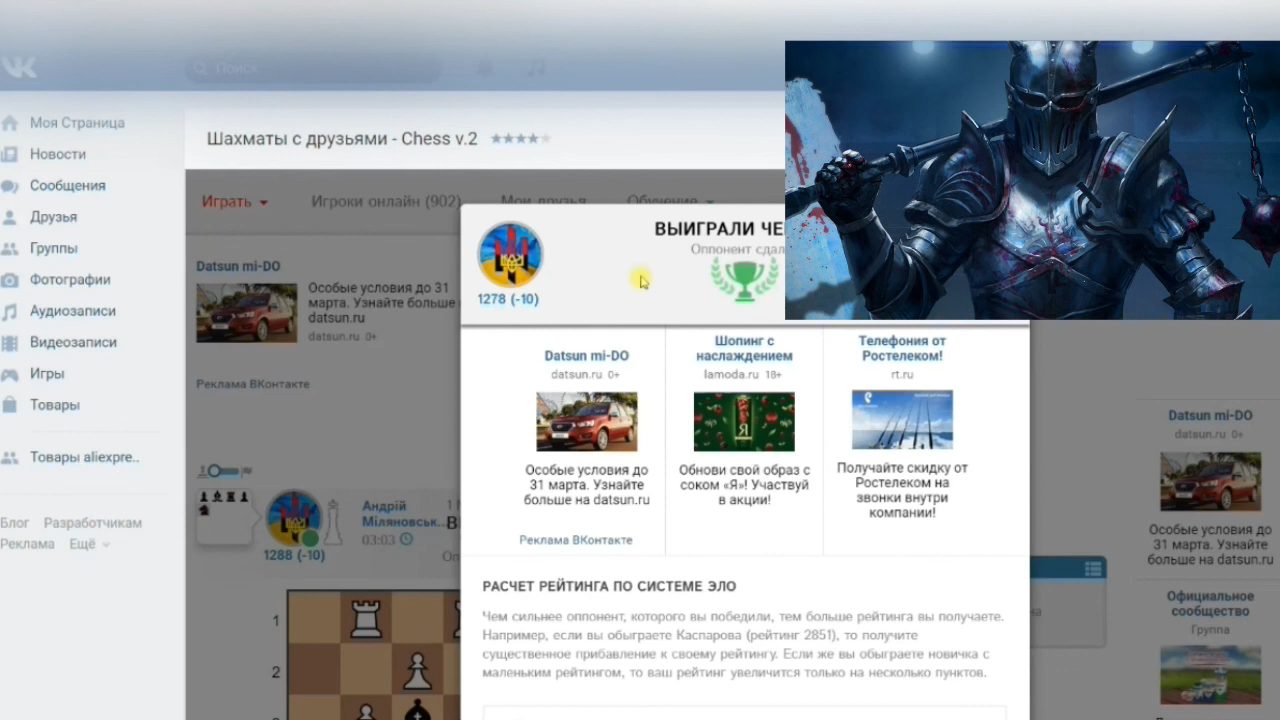 Поиск
Моя Страница
Новости
Сообщения
Друзья
Группы
Фотографии
Аудиозаписи
Видеозаписи
Игры
Товары
Товары aliexpre..
Блог Разработчикам
Реклама Ещё
Шахматы с друзьями - Chess v.2
Играть
Игроки онлайн (902)
Мои друзья
Обучение
Datsun mi-DO
Особые условия до 31
марта. Узнайте больше
datsun.ru
datsun.ru 0+
Реклама ВКонтакте
Андрій
Міляновськ..
03:03
1288 (-10)
1
2
ВЫИГРАЛИ ЧЕ
Оппонент сдал
1278 (-10)
Datsun mi-DO
datsun.ru 0+
Особые условия до
31 марта. Узнайте
больше на datsun.ru
Реклама ВКонтакте
Шопинг с
наслаждением
lamoda.ru 18+
Обнови свой образ с
соком «Я»! Участвуй
в акции!
Телефония от
Ростелеком!
rt.ru
Получайте скидку от
Ростелеком на
звонки внутри
компании!
РАСЧЕТ РЕЙТИНГА ПО СИСТЕМЕ ЭЛО
Чем сильнее оппонент, которого вы победили, тем больше рейтинга вы получаете.
Например, если вы обыграете Каспарова (рейтинг 2851), то получите
существенное прибавление к своему рейтингу. Если же вы обыграете новичка с
маленьким рейтингом, то ваш рейтинг увеличится только на несколько пунктов.
Datsun mi-DO
datsun.ru 0+
Особые условия до
31 марта. Узнайте
больше на datsun.ru
Официальное
сообщество
Группа